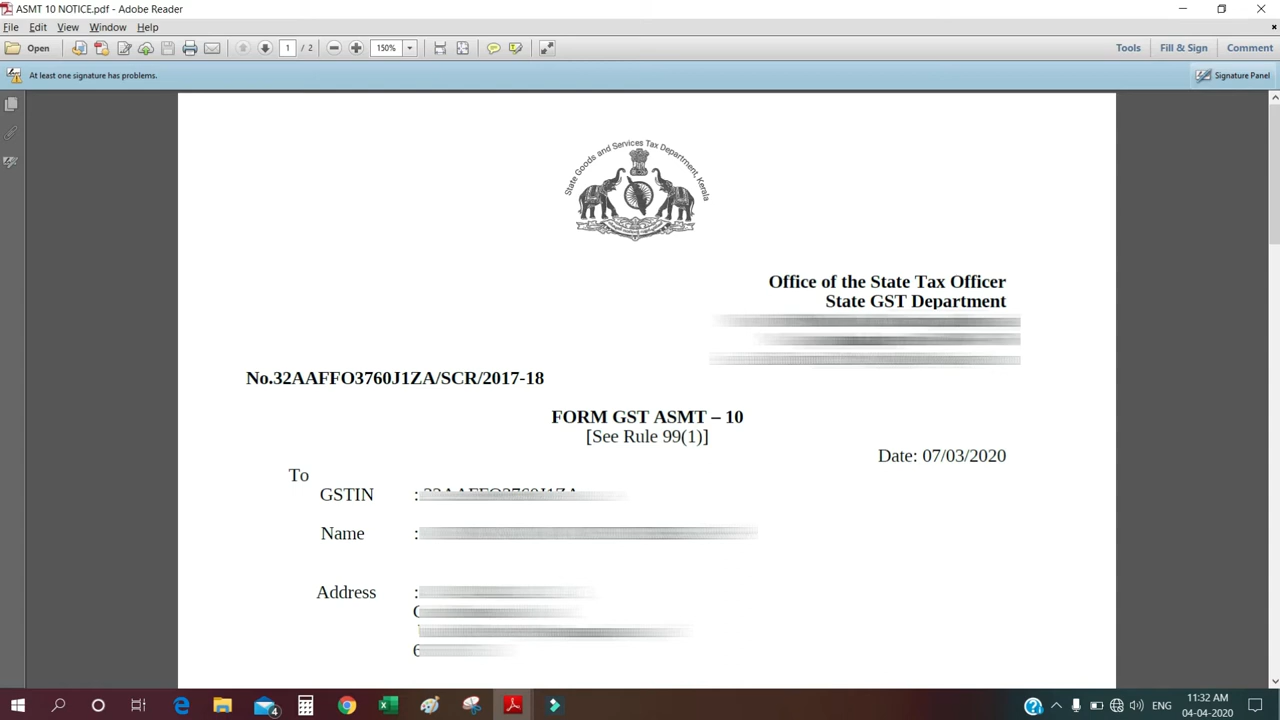 ASMT 10 NOTICE.pdf - Adobe Reader
File Edit View Window Help
Open 1 / 2 150% Tools Fill & Sign Comment
At least one signature has problems. Signature Panel
State Goods and Services Tax Department, Kerala
Office of the State Tax Officer
State GST Department
No.32AAFFO3760J1ZA/SCR/2017-18
FORM GST ASMT – 10
[See Rule 99(1)]
Date: 07/03/2020
To
GSTIN :
Name :
Address :
4 ENG 11:32 AM
04-04-2020